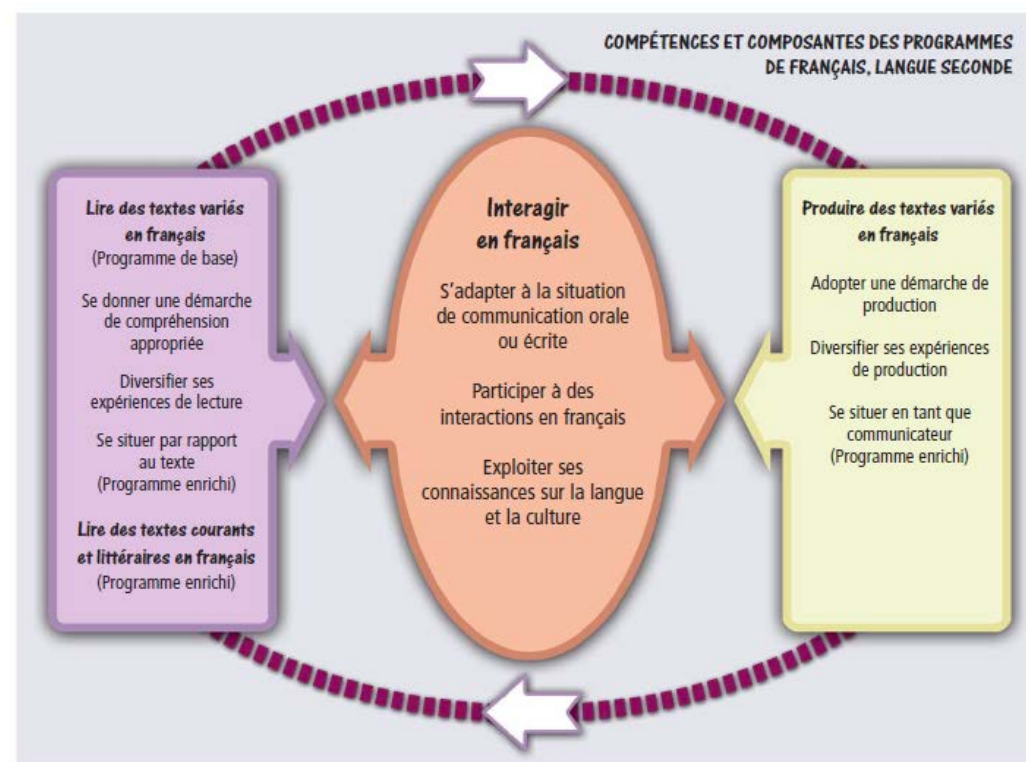 COMPÉTENCES ET COMPOSANTES DES PROGRAMMES
DE FRANÇAIS, LANGUE SECONDE
Lire des textes variés
en français
(Programme de base)
Se donner une démarche
de compréhension
appropriée
Diversifier ses
expériences de lecture
Se situer par rapport
au texte
(Programme enrichi)
Lire des textes courants
et littéraires en français
(Programme enrichi)
Interagir
en français
S'adapter à la situation
de communication orale
ou écrite
Participer à des
interactions en français
Exploiter ses
connaissances sur la langue
et la culture
Produire des textes variés
en français
Adopter une démarche de
production
Diversifier ses expériences
de production
Se situer en tant que
communicateur
(Programme enrichi)